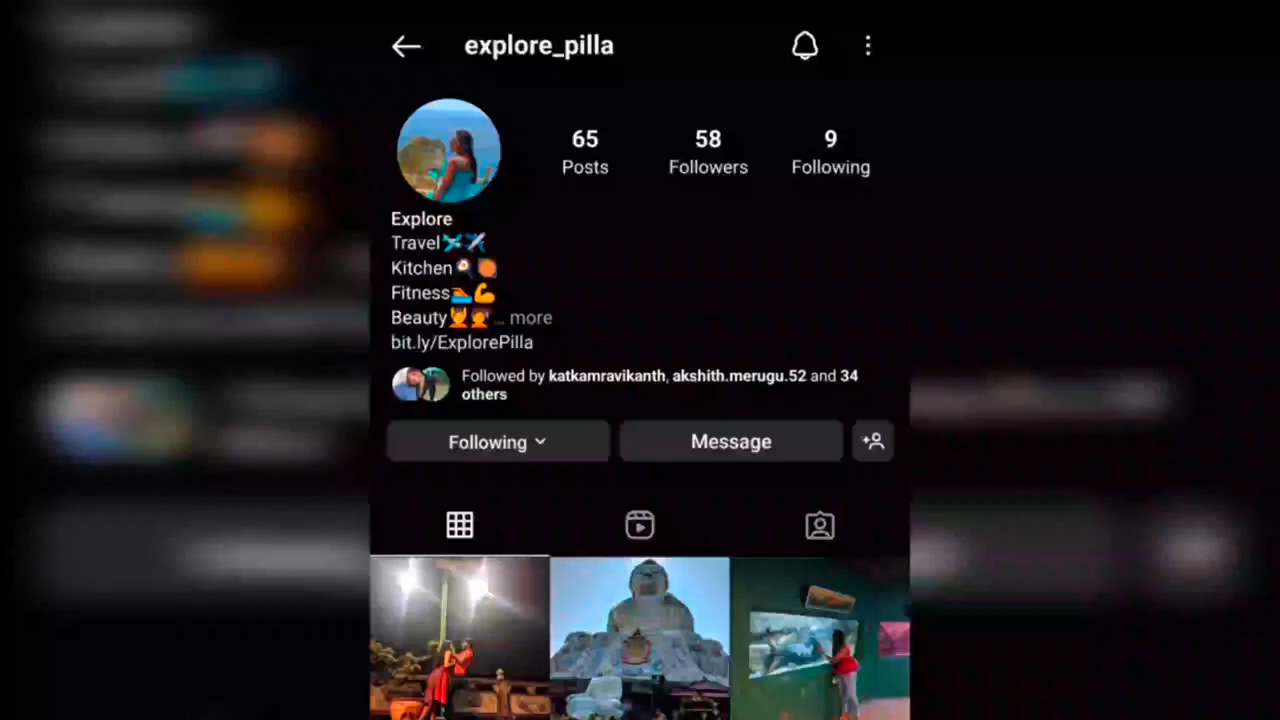 explore_pilla
65 58 9
Posts Followers Following
Explore
Travel✈️✈️
Kitchen🍳🥘
Fitness🏊💪
Beauty💆💇... more
bit.ly/ExplorePilla
Followed by katkamravikanth, akshith.merugu.52 and 34
others
Following Message